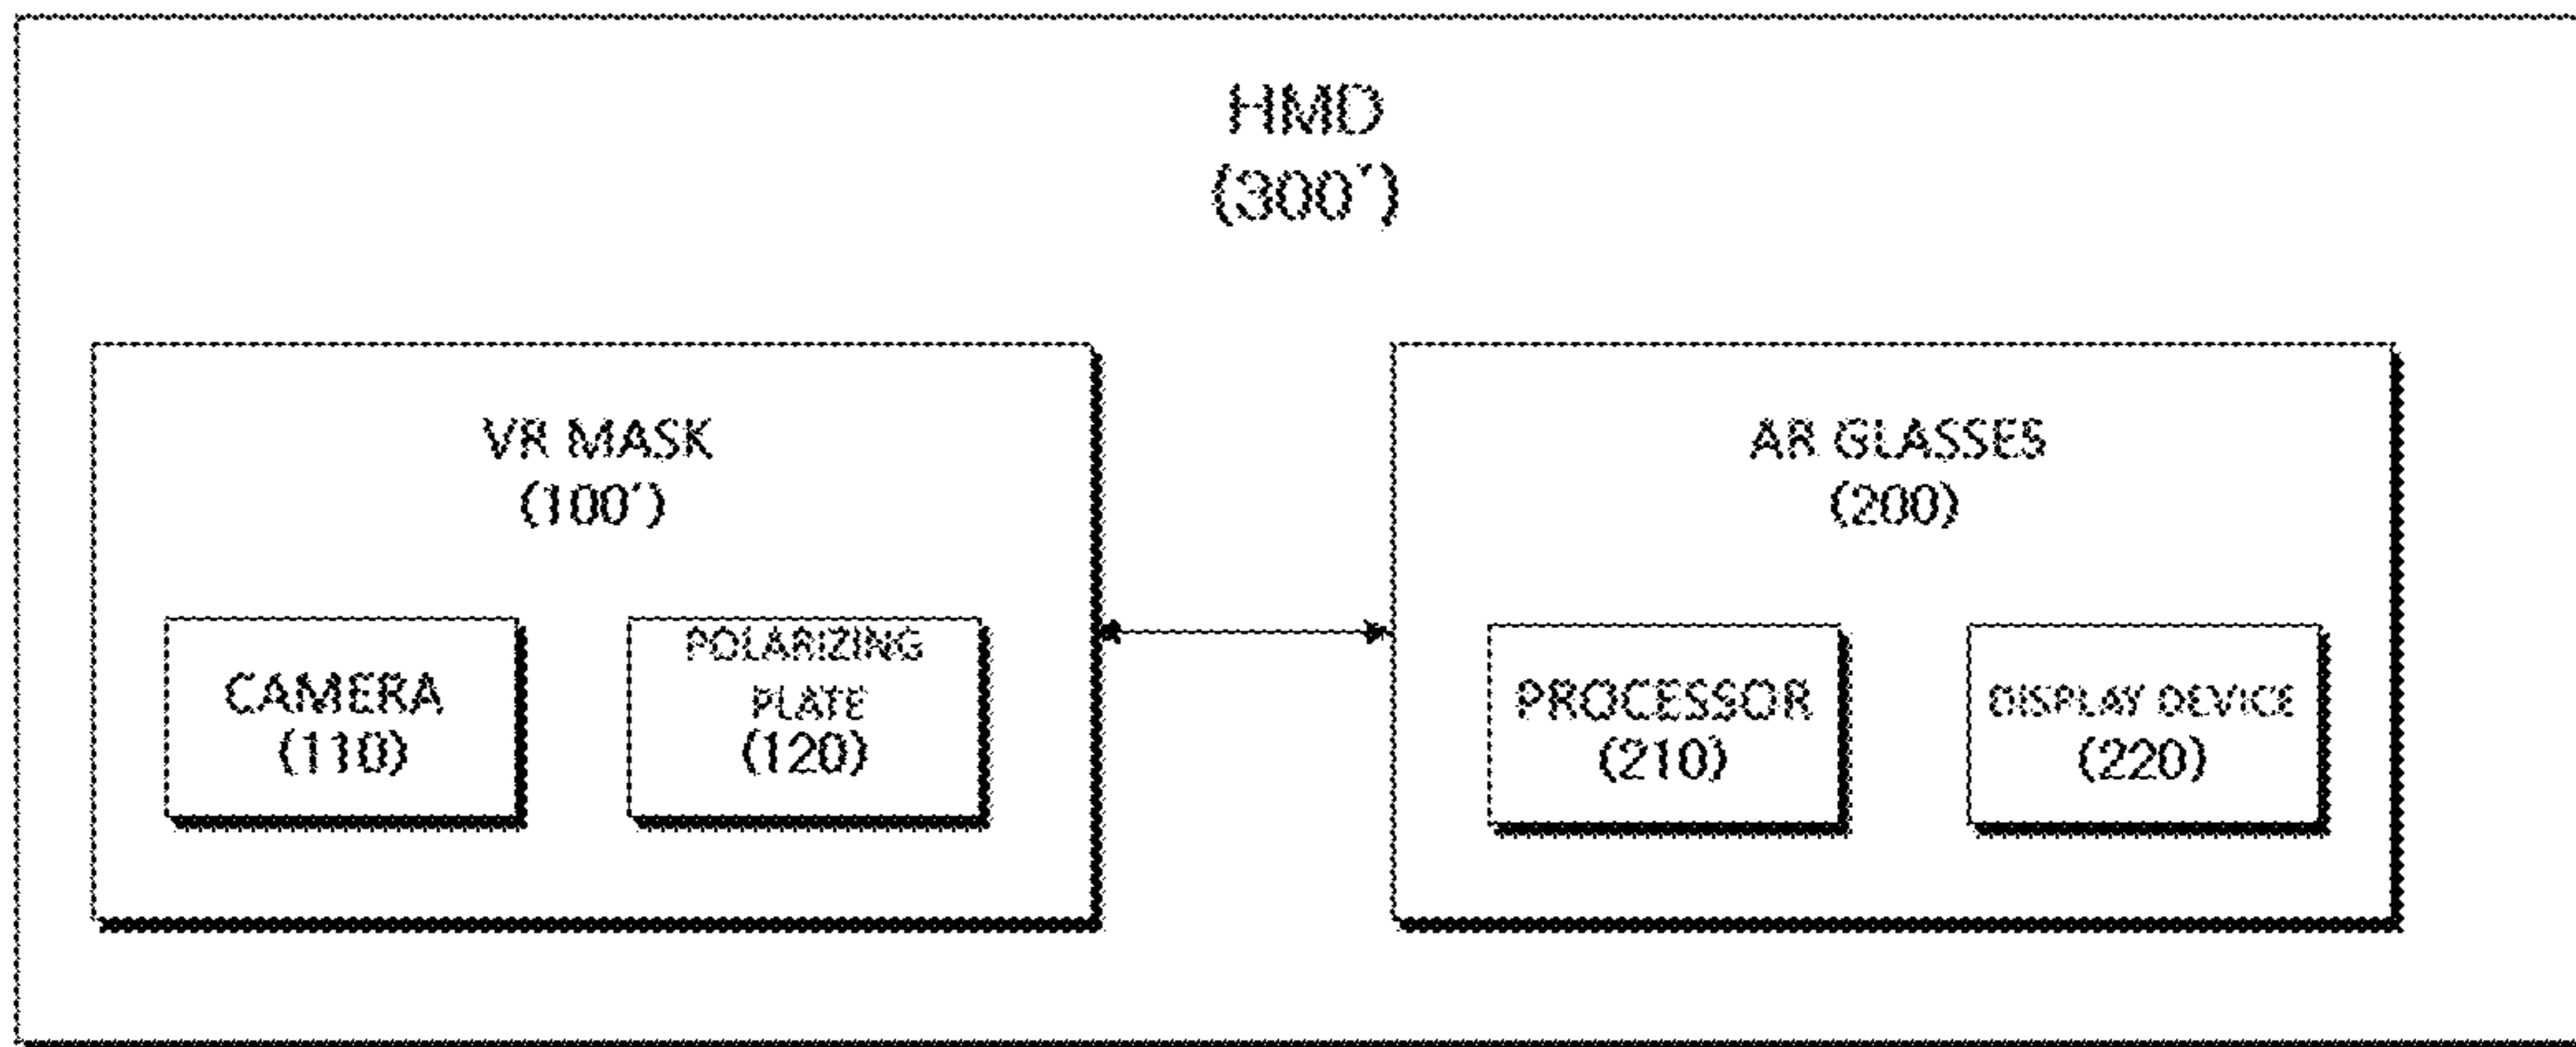 HMD
(300')
VR MASK
(100')
CAMERA
(110)
POLARIZING
PLATE
(120)
AR GLASSES
(200)
PROCESSOR
(210)
DISPLAY DEVICE
(220)